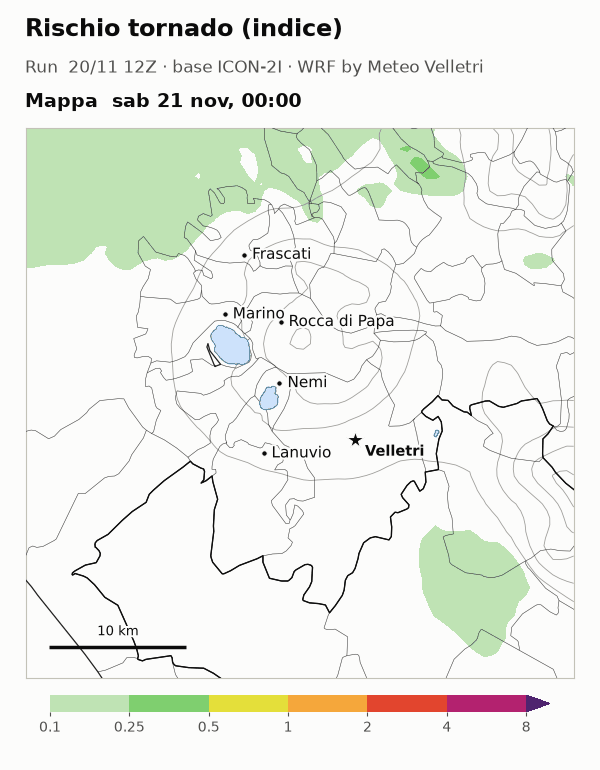 Rischio tornado (indice)
Run  20/11 12Z · base ICON-2I · WRF by Meteo Velletri
Mappa  sab 21 nov, 00:00
Frascati
Marino
Rocca di Papa
Nemi
Velletri
Lanuvio
10 km
0.1 0.25 0.5 1 2 4 8